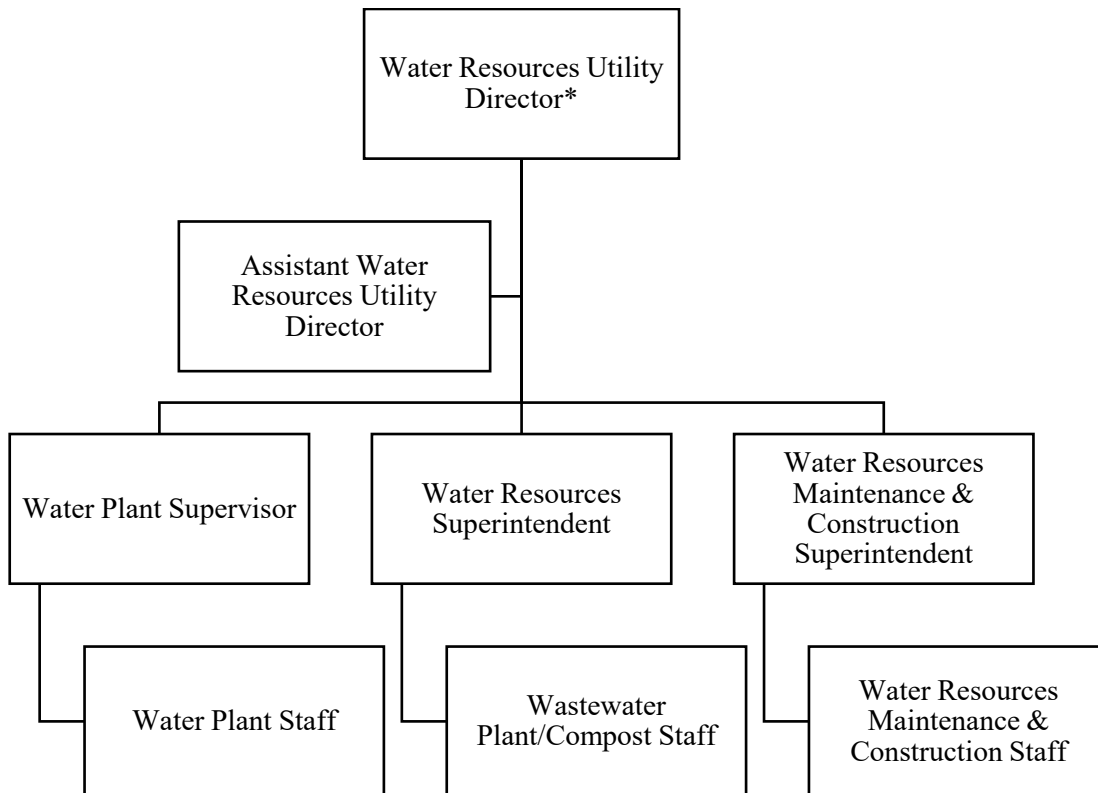 Water Resources Utility
Director*
Assistant Water
Resources Utility
Director
Water Plant Supervisor
Water Resources
Superintendent
Water Resources
Maintenance &
Construction
Superintendent
Water Plant Staff
Wastewater
Plant/Compost Staff
Water Resources
Maintenance &
Construction Staff